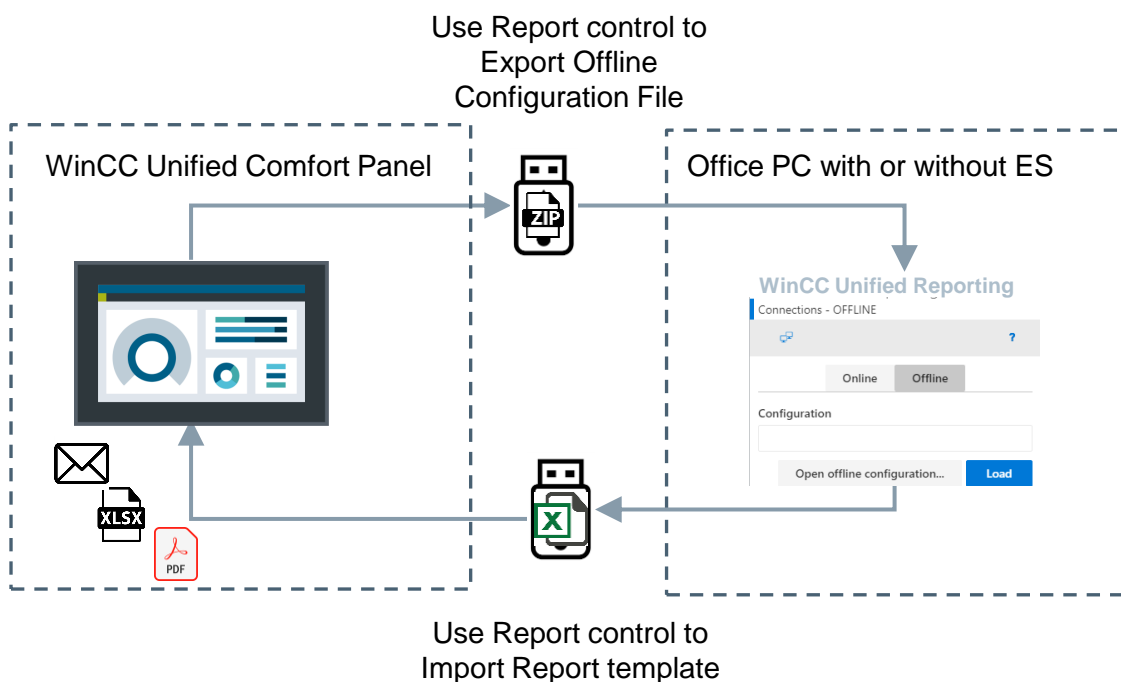 Use Report control to
Export Offline
Configuration File
WinCC Unified Comfort Panel
Office PC with or without ES
ZIP
WinCC Unified Reporting
Connections - OFFLINE
?
Online Offline
Configuration
Open offline configuration... Load
X
XLSX
PDF
Use Report control to
Import Report template